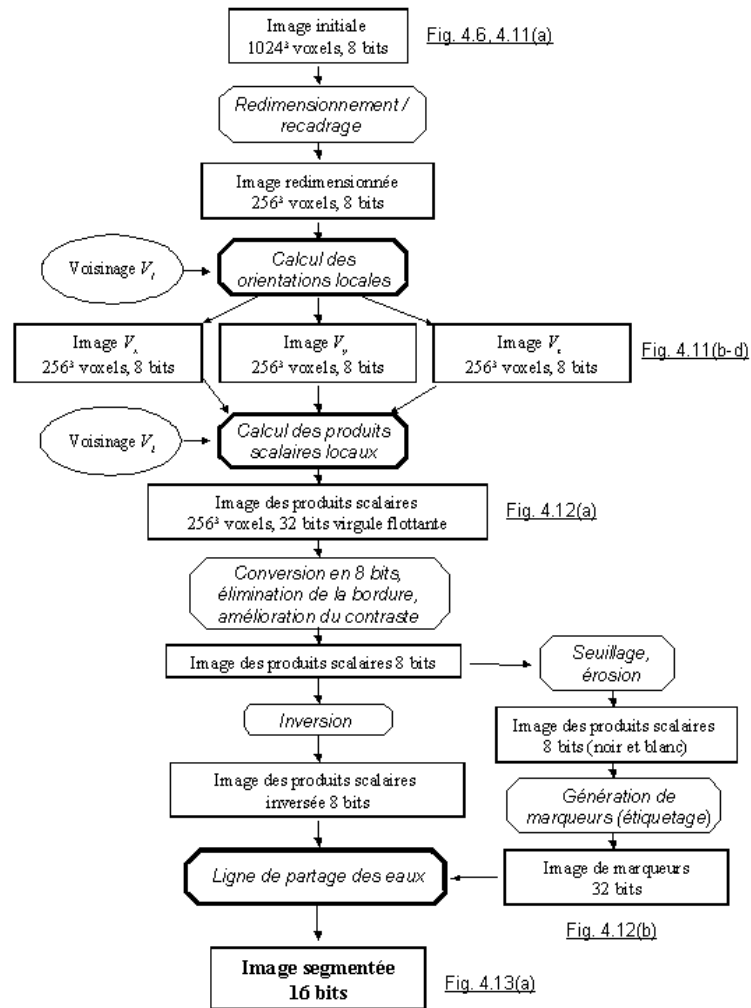 Image initiale
1024³ voxels, 8 bits
Fig. 4.6, 4.11(a)
Redimensionnement /
recadrage
Image redimensionnée
256³ voxels, 8 bits
Voisinage V₁
Calcul des
orientations locales
Image Vₓ
256³ voxels, 8 bits
Image Vᵧ
256³ voxels, 8 bits
Image V
256³ voxels, 8 bits
Fig. 4.11(b-d)
Voisinage V₂
Calcul des produits
scalaires locaux
Image des produits scalaires
256³ voxels, 32 bits virgule flottante
Fig. 4.12(a)
Conversion en 8 bits,
élimination de la bordure,
amélioration du contraste
Image des produits scalaires 8 bits
Seuillage,
érosion
Inversion
Image des produits scalaires
8 bits (noir et blanc)
Image des produits scalaires
inversée 8 bits
Génération de
marqueurs (étiquetage)
Ligne de partage des eaux
Image de marqueurs
32 bits
Fig. 4.12(b)
Image segmentée
16 bits
Fig. 4.13(a)